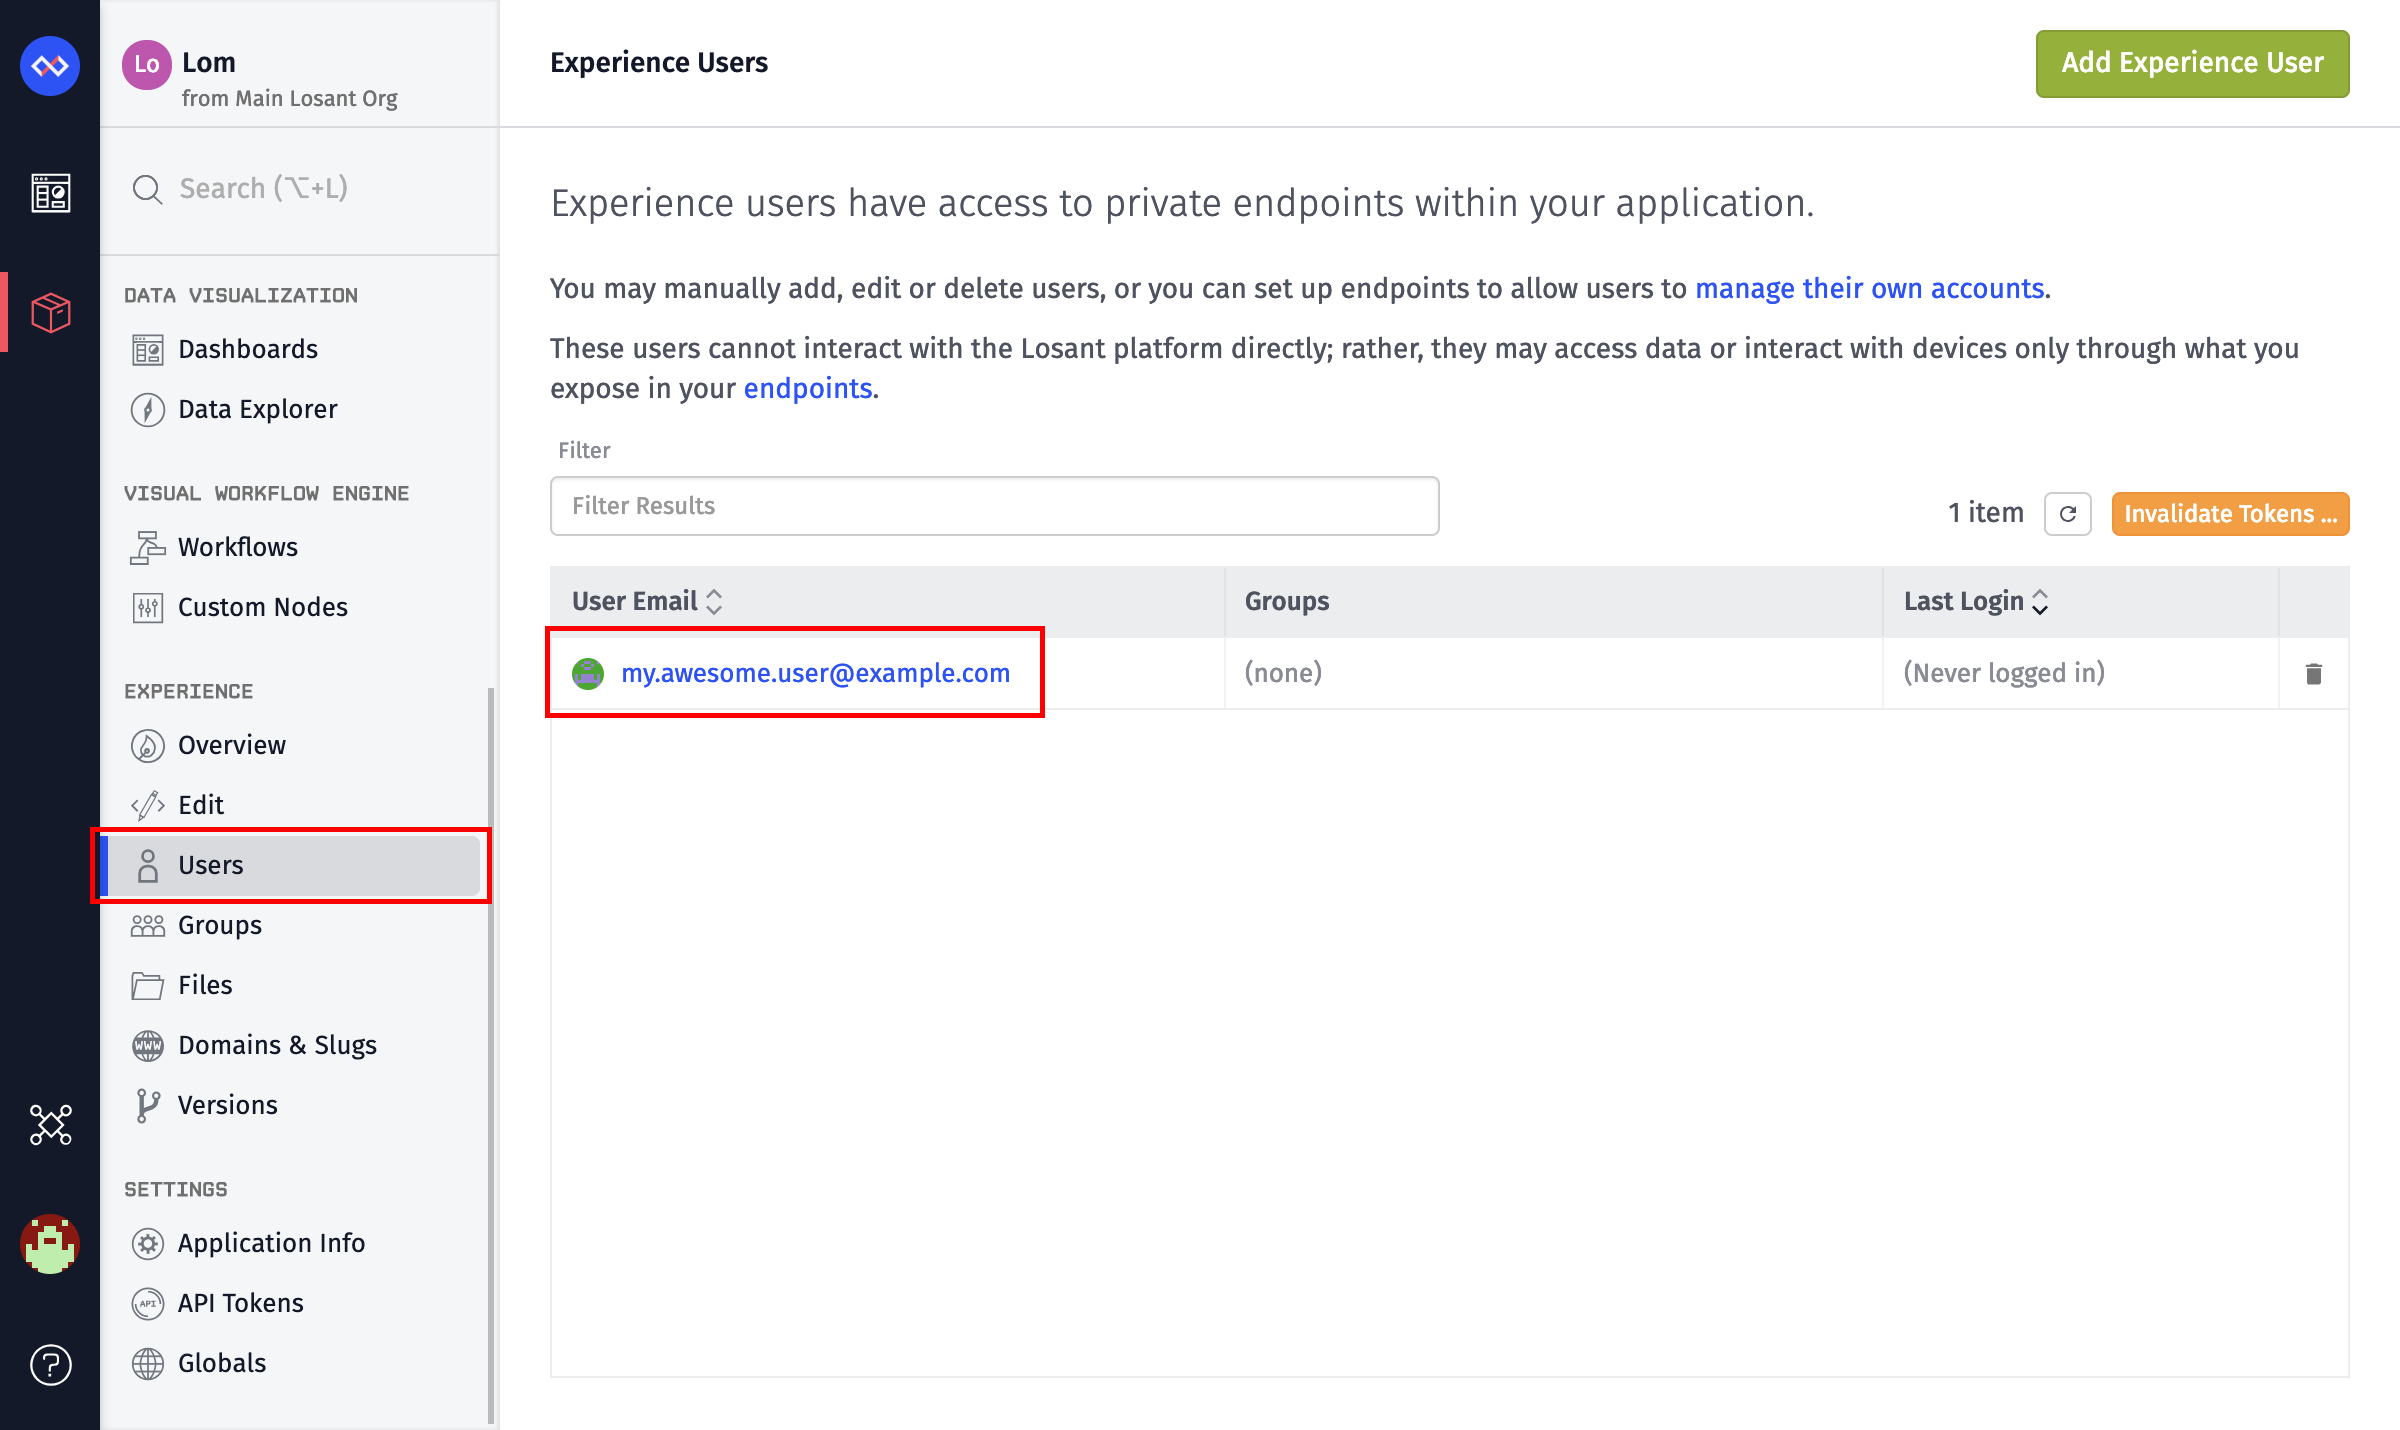 Lo
Lom
from Main Losant Org
Search (⌥+L)
DATA VISUALIZATION
Dashboards
Data Explorer
VISUAL WORKFLOW ENGINE
Workflows
Custom Nodes
EXPERIENCE
Overview
Edit
Users
Groups
Files
WWW
Domains & Slugs
Versions
SETTINGS
Application Info
API
API Tokens
Globals
?
Experience Users
Add Experience User
Experience users have access to private endpoints within your application.
You may manually add, edit or delete users, or you can set up endpoints to allow users to manage their own accounts.
These users cannot interact with the Losant platform directly; rather, they may access data or interact with devices only through what you
expose in your endpoints.
Filter
Filter Results
1 item
Invalidate Tokens ...
User Email
Groups
Last Login
my.awesome.user@example.com
(none)
(Never logged in)